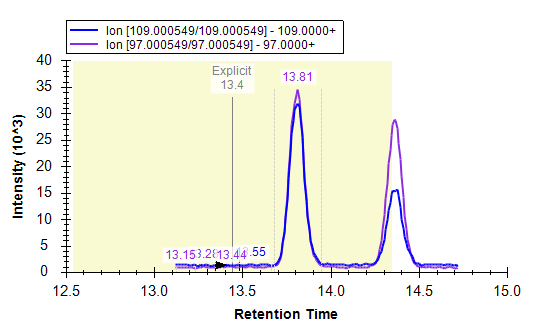 Ion [109.000549/109.000549] - 109.0000+
Ion [97.000549/97.000549] - 97.0000+
Intensity (10^3)
40
35
30
25
20
15
10
5
0
Explicit
13.4
13.81
13.15
13.44
12.5 13.0 13.5 14.0 14.5 15.0
Retention Time